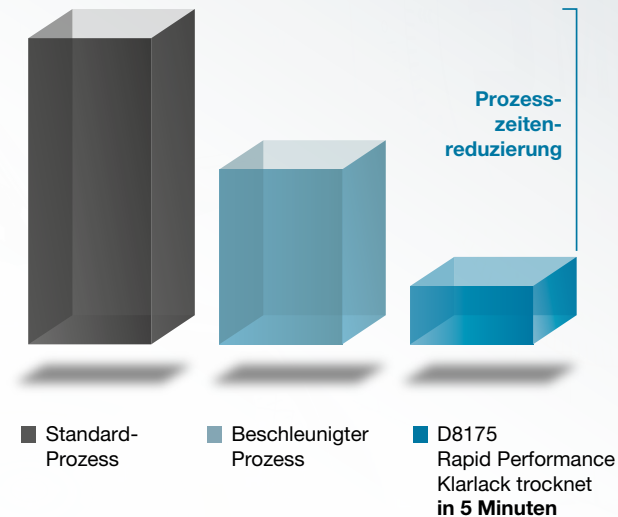 Prozess-
zeiten-
reduzierung
Standard-
Prozess
Beschleunigter
Prozess
D8175
Rapid Performance
Klarlack trocknet
in 5 Minuten